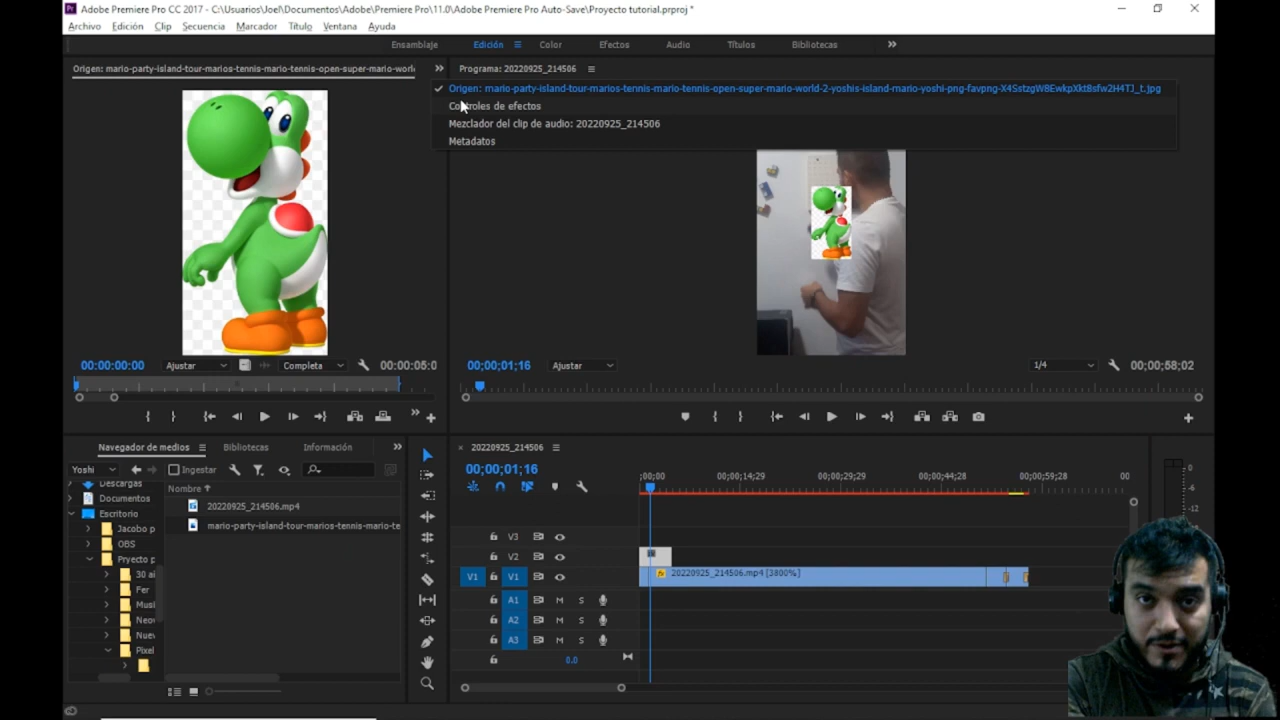 Adobe Premiere Pro CC 2017 - C:\Usuarios\Joel\Documentos\Adobe\Premiere Pro\11.0\Adobe Premiere Pro Auto-Save\Proyecto tutorial.prproj *
Archivo Edición Clip Secuencia Marcador Título Ventana Ayuda
Ensamblaje Edición Color Efectos Audio Títulos Bibliotecas
Origen: mario-party-island-tour-marios-tennis-mario-tennis-open-super-mario-worl
Programa: 20220925_214506
Origen: mario-party-island-tour-marios-tennis-mario-tennis-open-super-mario-world-2-yoshis-island-mario-yoshi-png-favpng-X4SstzgW8EwkpXkt8sfw2H4TJ_t.jpg
Controles de efectos
Mezclador del clip de audio: 20220925_214506
Metadatos
00:00:00:00 Ajustar Completa 00:00:05:0
00;00;01;16 Ajustar 1/4 00;00;58;02
Navegador de medios Bibliotecas Información
Yoshi Ingestar
Nombre
Descargas
Documentos
Escritorio
Jacobo p
OBS
Pryecto p
30 ai
Fer
Musi
Neo
Nuev
Pixel
20220925_214506.mp4
mario-party-island-tour-marios-tennis-mario-te
20220925_214506
00;00;01;16
;00;00 00;00;14;29 00;00;29;29 00;00;44;28 00;00;59;28 00
V3
V2
V1 V1 20220925_214506.mp4 [3800%]
A1 M S
A2 M S
A3 M S
0,0
0
-6
-12